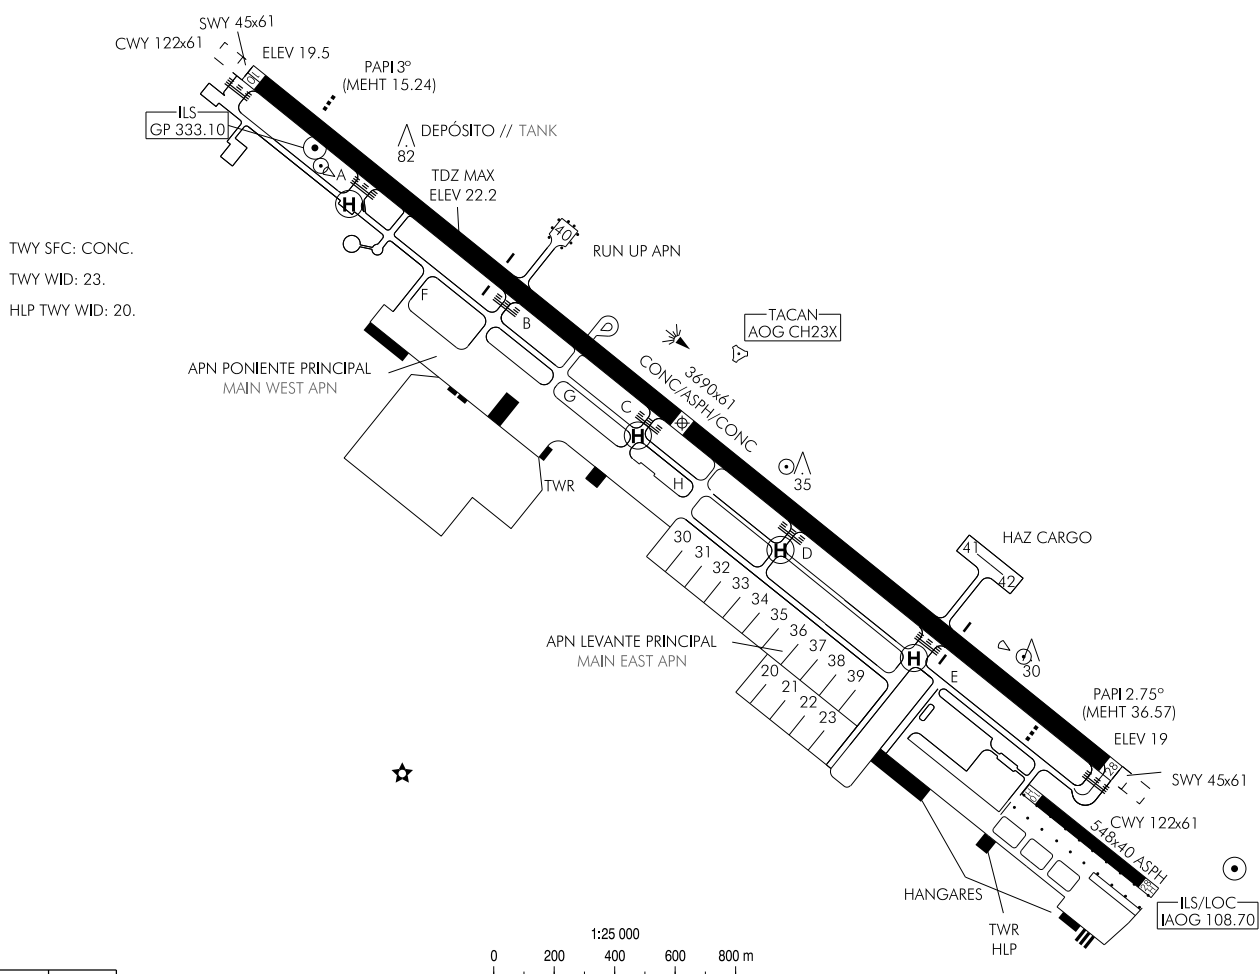 SWY 45x61
CWY 122x61
ELEV 19.5
10
PAPI 3º
(MEHT 15.24)
ILS
GP 333.10
DEPÓSITO // TANK
82
A
TDZ MAX
ELEV 22.2
H
40
RUN UP APN
TWY SFC: CONC.
TWY WID: 23.
HLP TWY WID: 20.
F
B
TACAN
AOG CH23X
APN PONIENTE PRINCIPAL
MAIN WEST APN
3690x61
CONC/ASPH/CONC
G
C
H
35
TWR
H
30
31
32
33
34
35
36
37
38
39
H
D
41
42
HAZ CARGO
APN LEVANTE PRINCIPAL
MAIN EAST APN
20
21
22
23
H
E
30
PAPI 2.75º
(MEHT 36.57)
ELEV 19
28
SWY 45x61
CWY 122x61
548x40 ASPH
HANGARES
TWR
HLP
ILS/LOC
IAOG 108.70
1:25 000
0 200 400 600 800 m